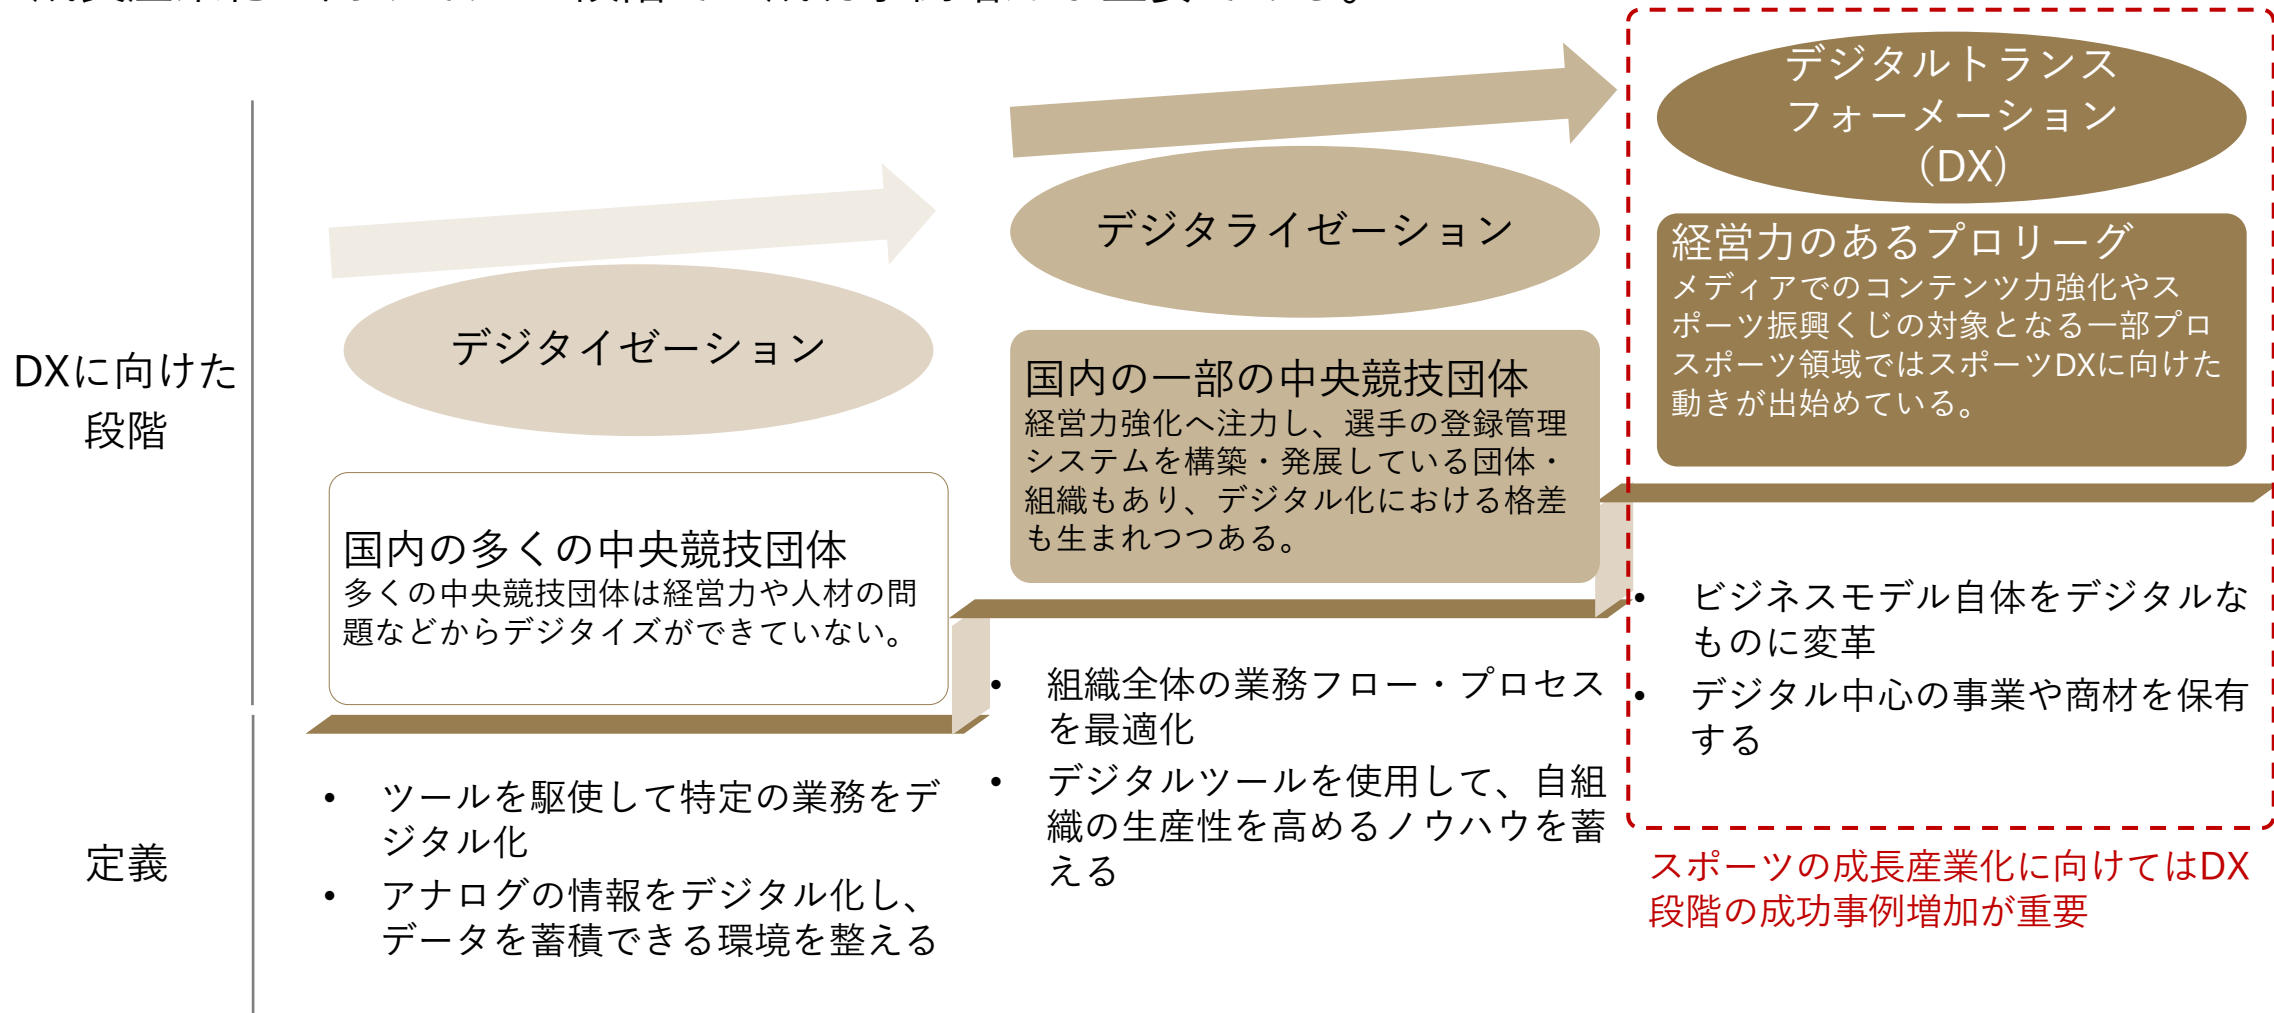 DXに向けた
段階
定義
デジタイゼーション
国内の多くの中央競技団体
多くの中央競技団体は経営力や人材の問
題などからデジタイズができていない。
• ツールを駆使して特定の業務をデ
ジタル化
• アナログの情報をデジタル化し、
データを蓄積できる環境を整える
デジタライゼーション
国内の一部の中央競技団体
経営力強化へ注力し、選手の登録管理
システムを構築・発展している団体・
組織もあり、デジタル化における格差
も生まれつつある。
• 組織全体の業務フロー・プロセス
を最適化
• デジタルツールを使用して、自組
織の生産性を高めるノウハウを蓄
える
デジタルトランス
フォーメーション
（DX）
経営力のあるプロリーグ
メディアでのコンテンツ力強化やス
ポーツ振興くじの対象となる一部プロ
スポーツ領域ではスポーツDXに向けた
動きが出始めている。
• ビジネスモデル自体をデジタルな
ものに変革
• デジタル中心の事業や商材を保有
する
スポーツの成長産業化に向けてはDX
段階の成功事例増加が重要